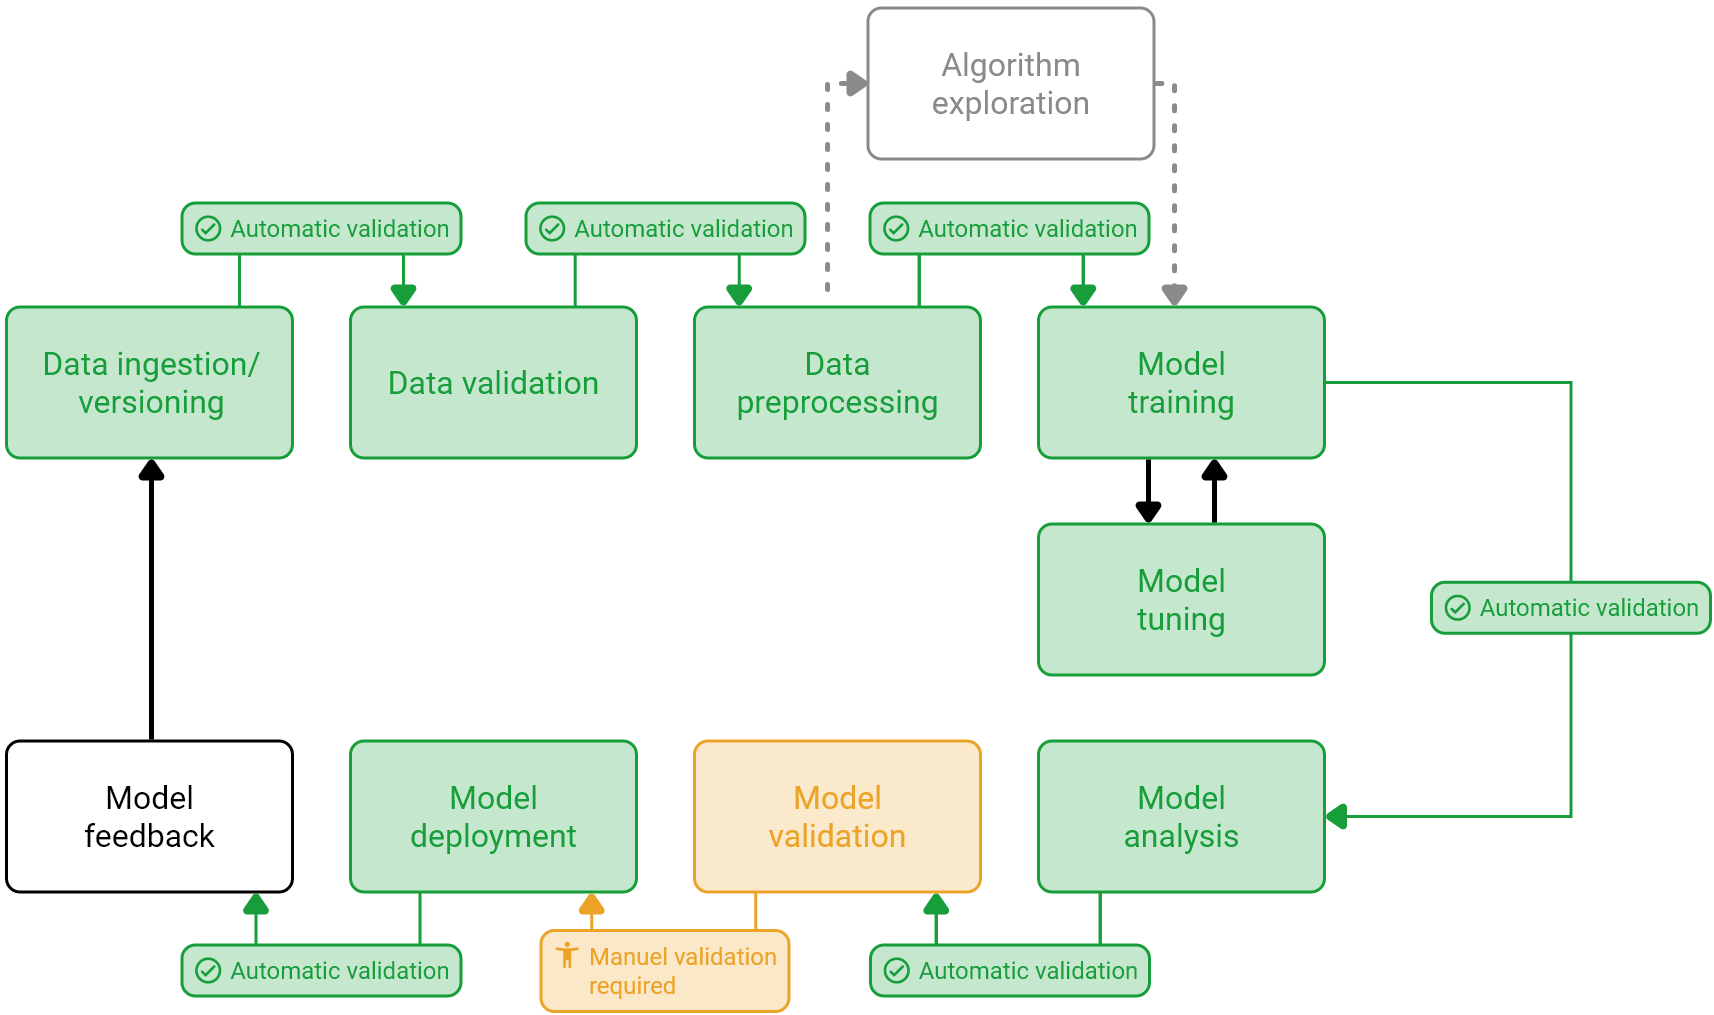 Algorithm
exploration
Automatic validation
Automatic validation
Automatic validation
Data ingestion/
versioning
Data validation
Data
preprocessing
Model
training
Model
tuning
Automatic validation
Model
feedback
Model
deployment
Model
validation
Model
analysis
Automatic validation
Manuel validation
required
Automatic validation